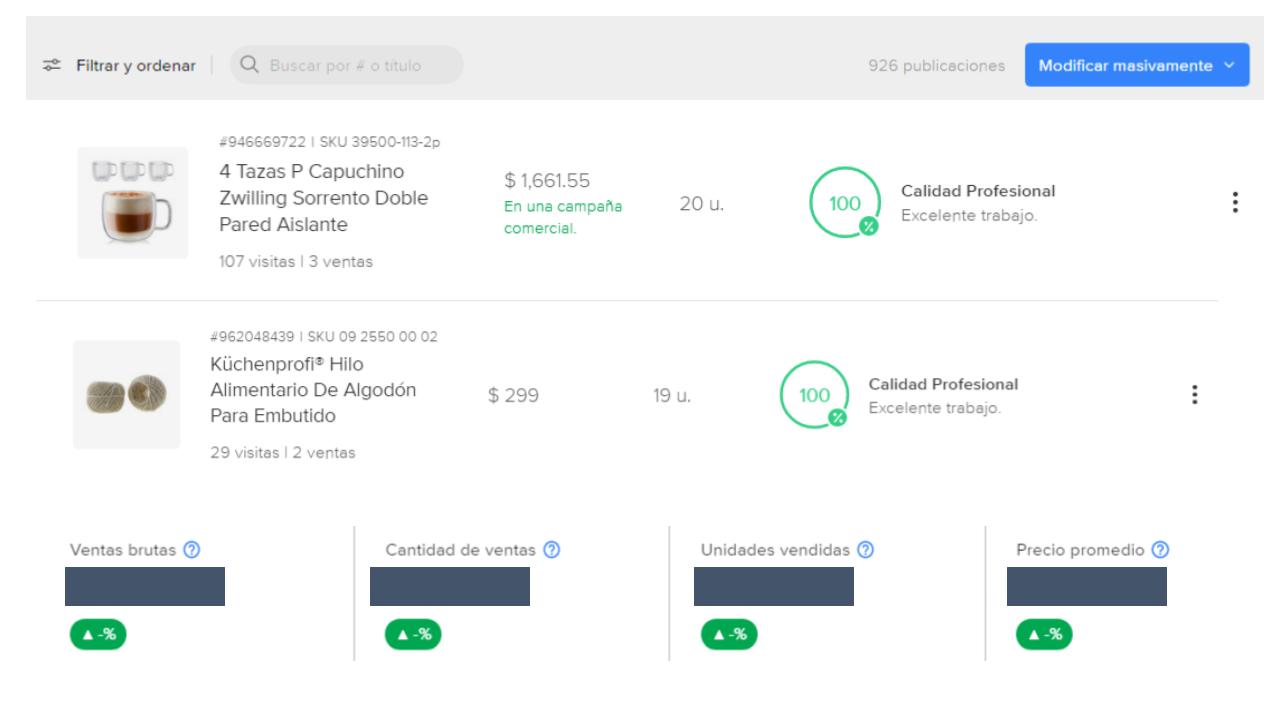 Filtrar y ordenar
Buscar por # o título
926 publicaciones
Modificar masivamente
#946669722 | SKU 39500-113-2p
4 Tazas P Capuchino
Zwilling Sorrento Doble
Pared Aislante
107 visitas | 3 ventas
$ 1,661.55
En una campaña
comercial.
20 u.
100
%
Calidad Profesional
Excelente trabajo.
#962048439 | SKU 09 2550 00 02
Küchenprofi® Hilo
Alimentario De Algodón
Para Embutido
29 visitas | 2 ventas
$ 299
19 u.
100
%
Calidad Profesional
Excelente trabajo.
Ventas brutas ?
Cantidad de ventas ?
Unidades vendidas ?
Precio promedio ?
▲ -%
▲ -%
▲ -%
▲ -%